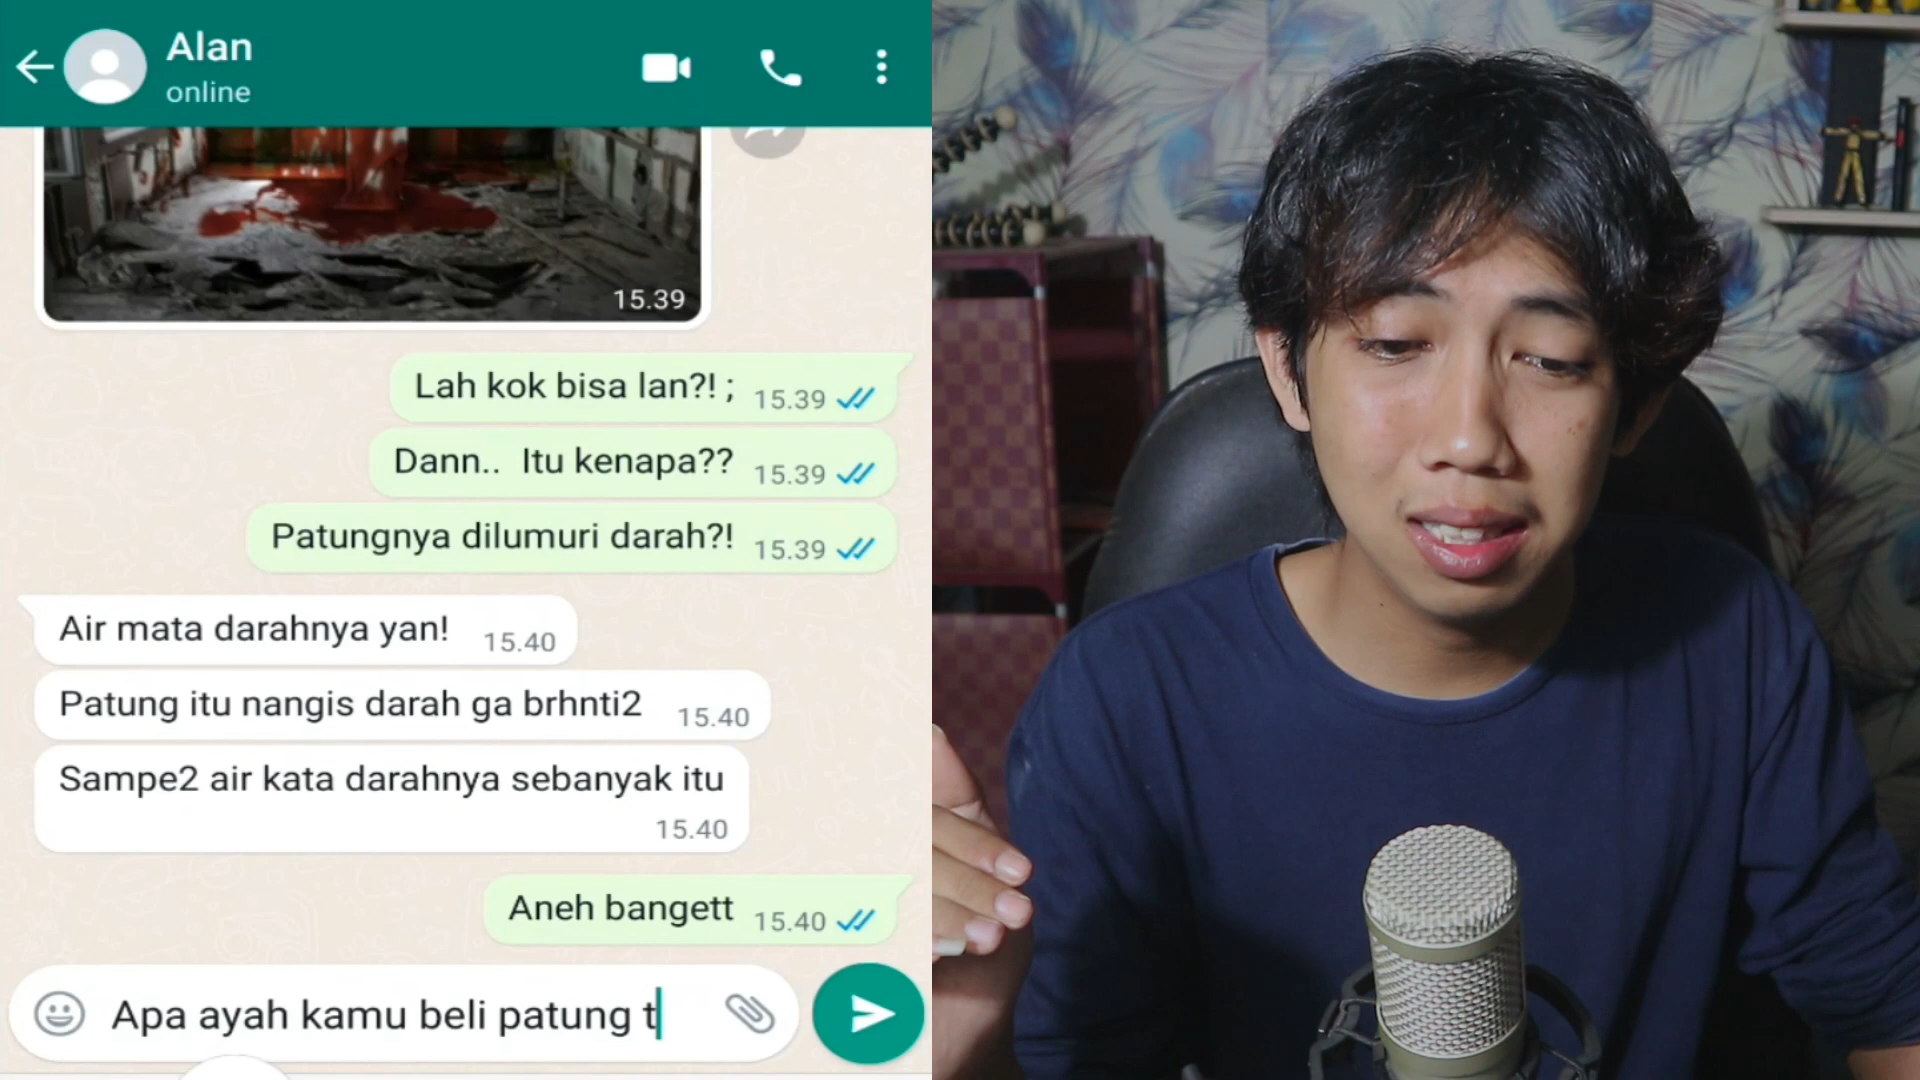 Alan
online
15.39
Lah kok bisa lan?! ; 15.39
Dann.. Itu kenapa?? 15.39
Patungnya dilumuri darah?! 15.39
Air mata darahnya yan! 15.40
Patung itu nangis darah ga brhnti2 15.40
Sampe2 air kata darahnya sebanyak itu
15.40
Aneh bangett 15.40
Apa ayah kamu beli patung t